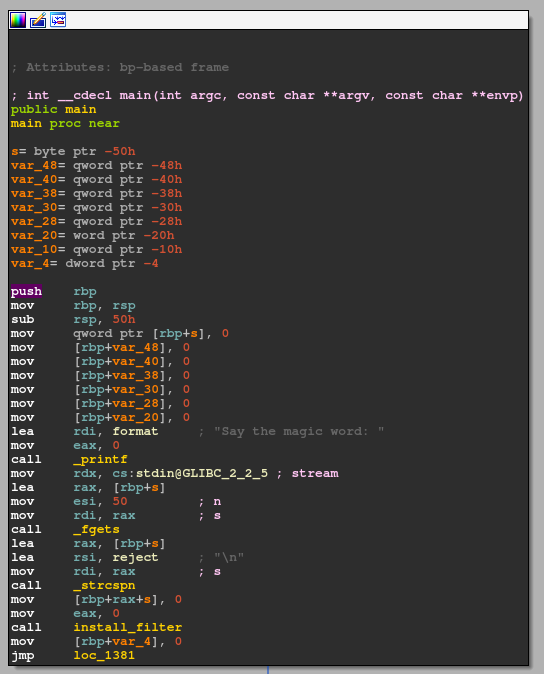 ; Attributes: bp-based frame
; int __cdecl main(int argc, const char **argv, const char **envp)
public main
main proc near
s= byte ptr -50h
var_48= qword ptr -48h
var_40= qword ptr -40h
var_38= qword ptr -38h
var_30= qword ptr -30h
var_28= qword ptr -28h
var_20= word ptr -20h
var_10= qword ptr -10h
var_4= dword ptr -4
push rbp
mov rbp, rsp
sub rsp, 50h
mov qword ptr [rbp+s], 0
mov [rbp+var_48], 0
mov [rbp+var_40], 0
mov [rbp+var_38], 0
mov [rbp+var_30], 0
mov [rbp+var_28], 0
mov [rbp+var_20], 0
lea rdi, format ; "Say the magic word: "
mov eax, 0
call _printf
mov rdx, cs:stdin@GLIBC_2_2_5 ; stream
lea rax, [rbp+s]
mov esi, 50 ; n
mov rdi, rax ; s
call _fgets
lea rax, [rbp+s]
lea rsi, reject ; "\n"
mov rdi, rax ; s
call _strcspn
mov [rbp+rax+s], 0
mov eax, 0
call install_filter
mov [rbp+var_4], 0
jmp loc_1381